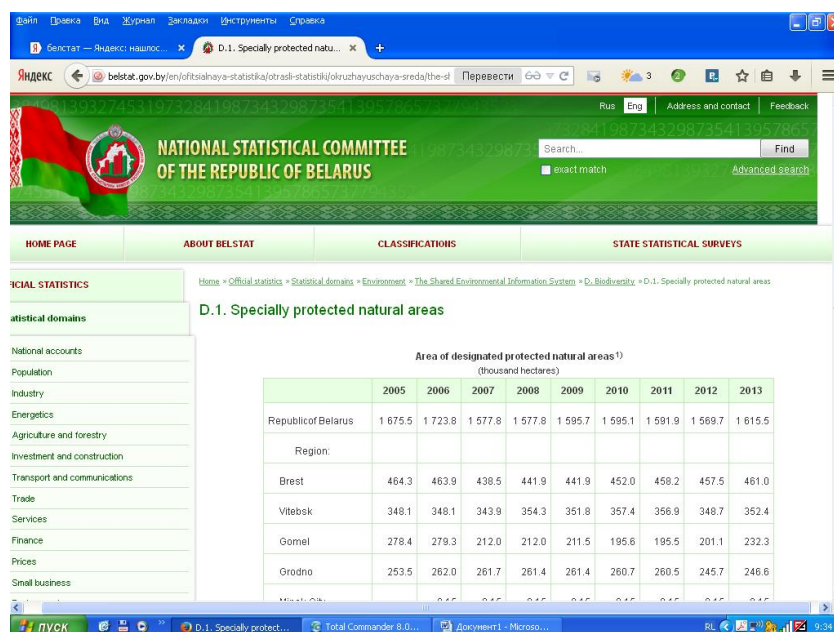 Файл Правка Вид Журнал Закладки Инструменты Справка
белстат — Яндекс: нашлос... × D.1. Specially protected natu... × +
Яндекс belstat.gov.by/en/ofitsialnaya-statistika/otrasli-statistiki/okruzhayuschaya-sreda/the-sh Перевести 3
Rus Eng Address and contact Feedback
NATIONAL STATISTICAL COMMITTEE
OF THE REPUBLIC OF BELARUS
Search... Find
exact match Advanced search
HOME PAGE ABOUT BELSTAT CLASSIFICATIONS STATE STATISTICAL SURVEYS
FICIAL STATISTICS
Home » Official statistics » Statistical domains » Environment » The Shared Environmental Information System » D. Biodiversity » D.1. Specially protected natural areas
atistical domains
D.1. Specially protected natural areas
National accounts
Population
Industry
Energetics
Agriculture and forestry
Investment and construction
Transport and communications
Trade
Services
Finance
Prices
Small business
Area of designated protected natural areas1)
(thousand hectares)
2005 2006 2007 2008 2009 2010 2011 2012 2013
Republicof Belarus 1 675.5 1 723.8 1 577.8 1 577.8 1 595.7 1 595.1 1 591.9 1 569.7 1 615.5
Region:
Brest 464.3 463.9 438.5 441.9 441.9 452.0 458.2 457.5 461.0
Vitebsk 348.1 348.1 343.9 354.3 351.8 357.4 356.9 348.7 352.4
Gomel 278.4 279.3 212.0 212.0 211.5 195.6 195.5 201.1 232.3
Grodno 253.5 262.0 261.7 261.4 261.4 260.7 260.5 245.7 246.6
пуск D.1. Specially protect... Total Commander 8.0... Документ1 - Microso... RL 9:34